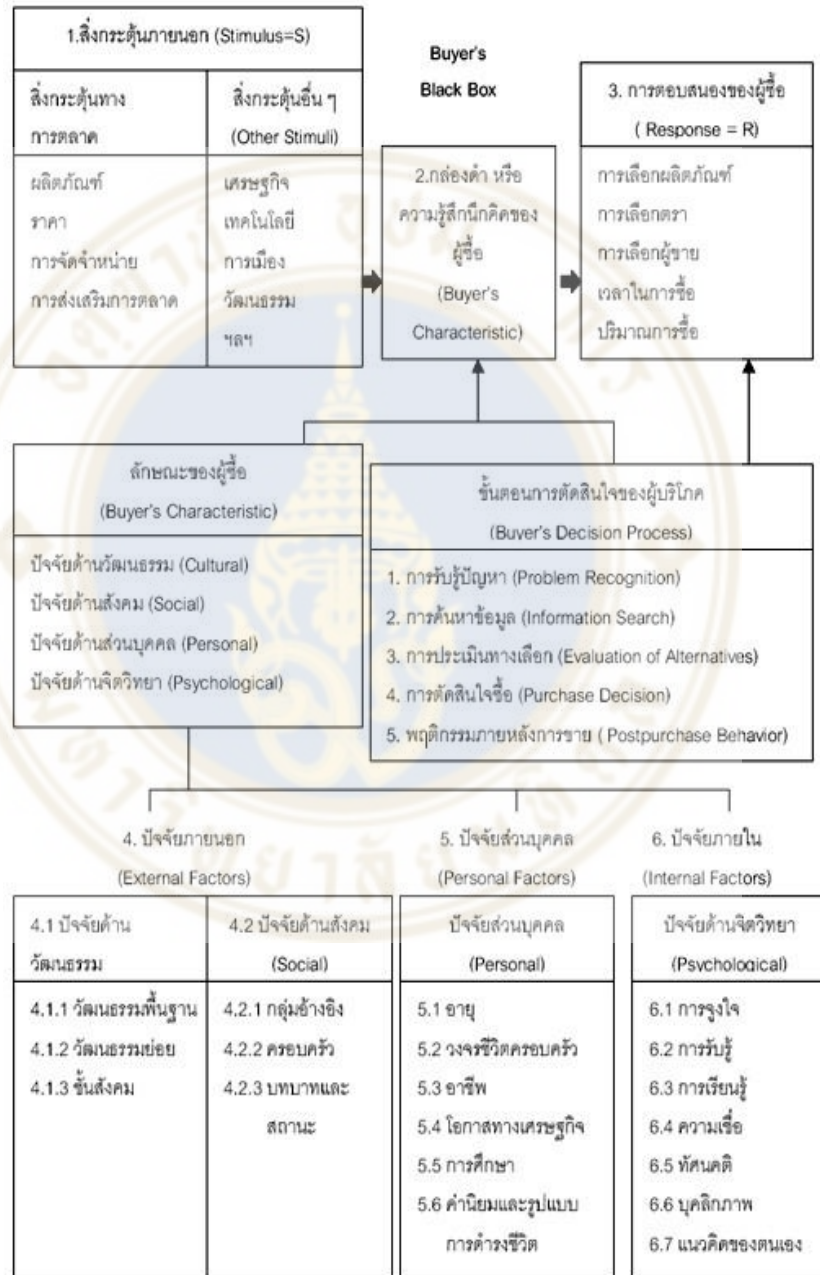 1.สิ่งกระตุ้นภายนอก (Stimulus=S)
สิ่งกระตุ้นทาง
การตลาด
สิ่งกระตุ้นอื่น ๆ
(Other Stimuli)
ผลิตภัณฑ์
ราคา
การจัดจำหน่าย
การส่งเสริมการตลาด
เศรษฐกิจ
เทคโนโลยี
การเมือง
วัฒนธรรม
ฯลฯ
Buyer's
Black Box
2.กล่องดำ หรือ
ความรู้สึกนึกคิดของ
ผู้ซื้อ
(Buyer's
Characteristic)
3. การตอบสนองของผู้ซื้อ
( Response = R)
การเลือกผลิตภัณฑ์
การเลือกตรา
การเลือกผู้ขาย
เวลาในการซื้อ
ปริมาณการซื้อ
ลักษณะของผู้ซื้อ
(Buyer's Characteristic)
ปัจจัยด้านวัฒนธรรม (Cultural)
ปัจจัยด้านสังคม (Social)
ปัจจัยด้านส่วนบุคคล (Personal)
ปัจจัยด้านจิตวิทยา (Psychological)
ขั้นตอนการตัดสินใจของผู้บริโภค
(Buyer's Decision Process)
1. การรับรู้ปัญหา (Problem Recognition)
2. การค้นหาข้อมูล (Information Search)
3. การประเมินทางเลือก (Evaluation of Alternatives)
4. การตัดสินใจซื้อ (Purchase Decision)
5. พฤติกรรมภายหลังการขาย ( Postpurchase Behavior)
4. ปัจจัยภายนอก
(External Factors)
5. ปัจจัยส่วนบุคคล
(Personal Factors)
6. ปัจจัยภายใน
(Internal Factors)
4.1 ปัจจัยด้าน
วัฒนธรรม
4.1.1 วัฒนธรรมพื้นฐาน
4.1.2 วัฒนธรรมย่อย
4.1.3 ชั้นสังคม
4.2 ปัจจัยด้านสังคม
(Social)
4.2.1 กลุ่มอ้างอิง
4.2.2 ครอบครัว
4.2.3 บทบาทและ
สถานะ
ปัจจัยส่วนบุคคล
(Personal)
5.1 อายุ
5.2 วงจรชีวิตครอบครัว
5.3 อาชีพ
5.4 โอกาสทางเศรษฐกิจ
5.5 การศึกษา
5.6 ค่านิยมและรูปแบบ
การดำรงชีวิต
ปัจจัยด้านจิตวิทยา
(Psychological)
6.1 การจูงใจ
6.2 การรับรู้
6.3 การเรียนรู้
6.4 ความเชื่อ
6.5 ทัศนคติ
6.6 บุคลิกภาพ
6.7 แนวคิดของตนเอง